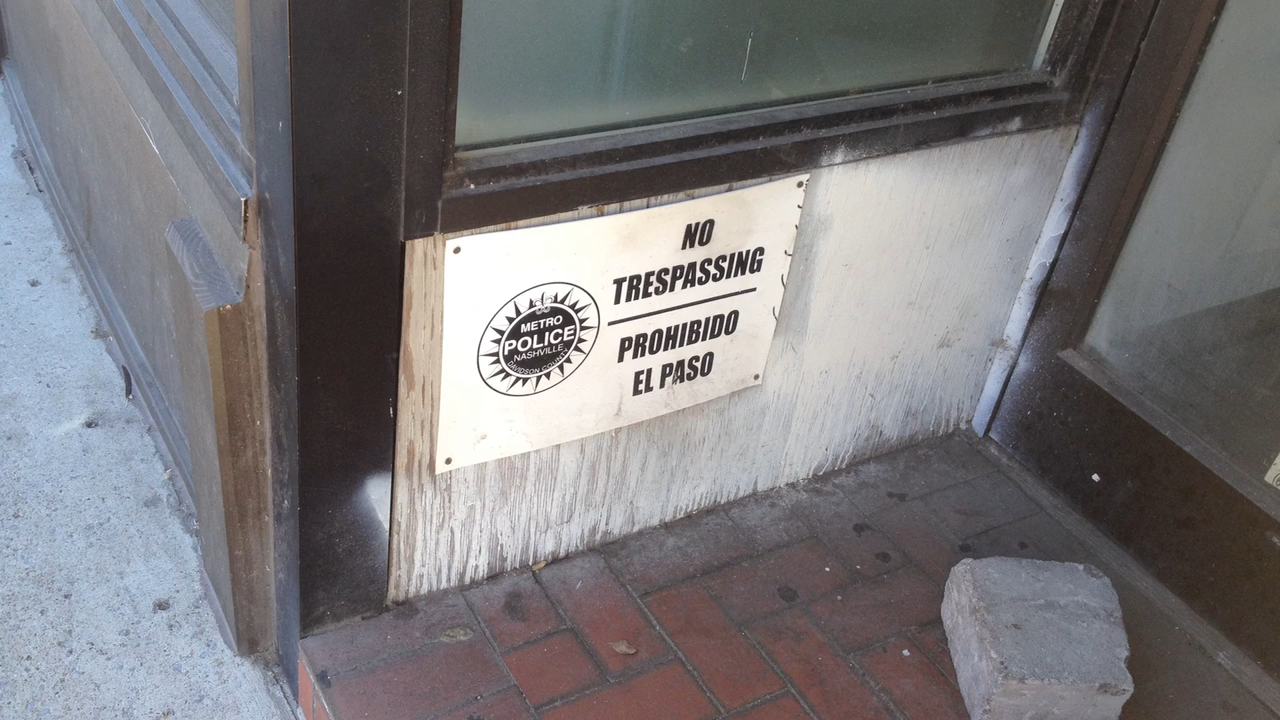 METRO
POLICE
NASHVILLE
DAVIDSON COUNTY
NO
TRESPASSING
PROHIBIDO
EL PASO